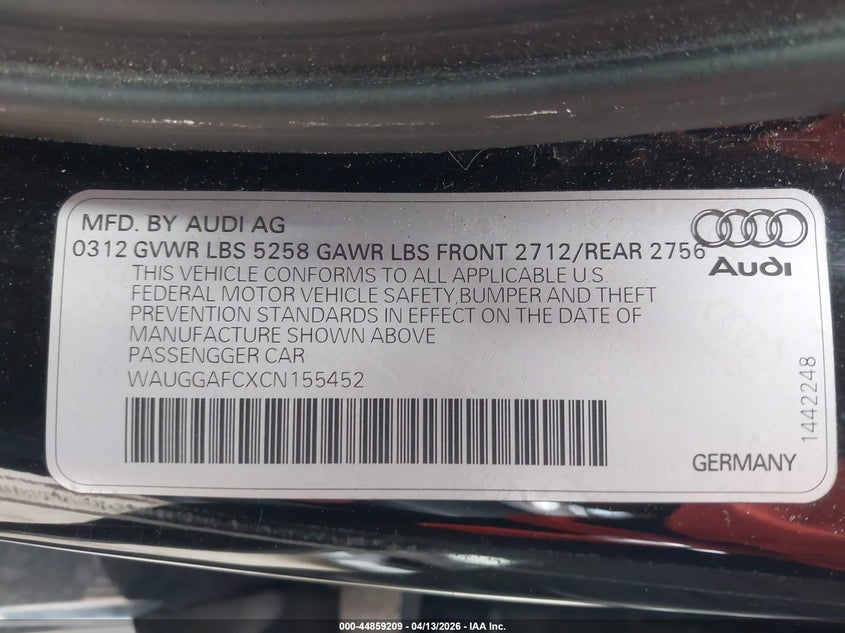 MFD. BY AUDI AG
0312 GVWR LBS 5258 GAWR LBS FRONT 2712/REAR 2756
Audi
THIS VEHICLE CONFORMS TO ALL APPLICABLE U.S.
FEDERAL MOTOR VEHICLE SAFETY,BUMPER AND THEFT
PREVENTION STANDARDS IN EFFECT ON THE DATE OF
MANUFACTURE SHOWN ABOVE
PASSENGGER CAR
WAUGGAFCXCN155452
1442248
GERMANY
000-44859209 - 04/13/2026 - IAA Inc.